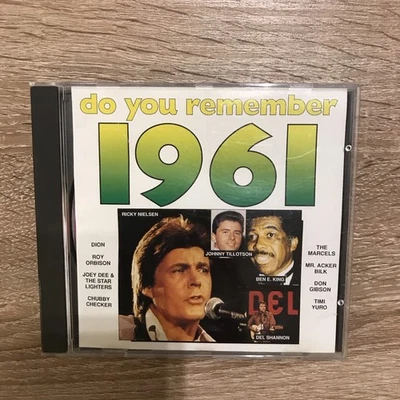 do you remember
1961
RICKY NIELSEN
JOHNNY TILLOTSON
BEN E. KING
DEL
DEL SHANNON
DION
ROY
ORBISON
JOEY DEE &
THE STAR
LIGHTERS
CHUBBY
CHECKER
THE
MARCELS
MR. ACKER
BILK
DON
GIBSON
TIMI
YURO